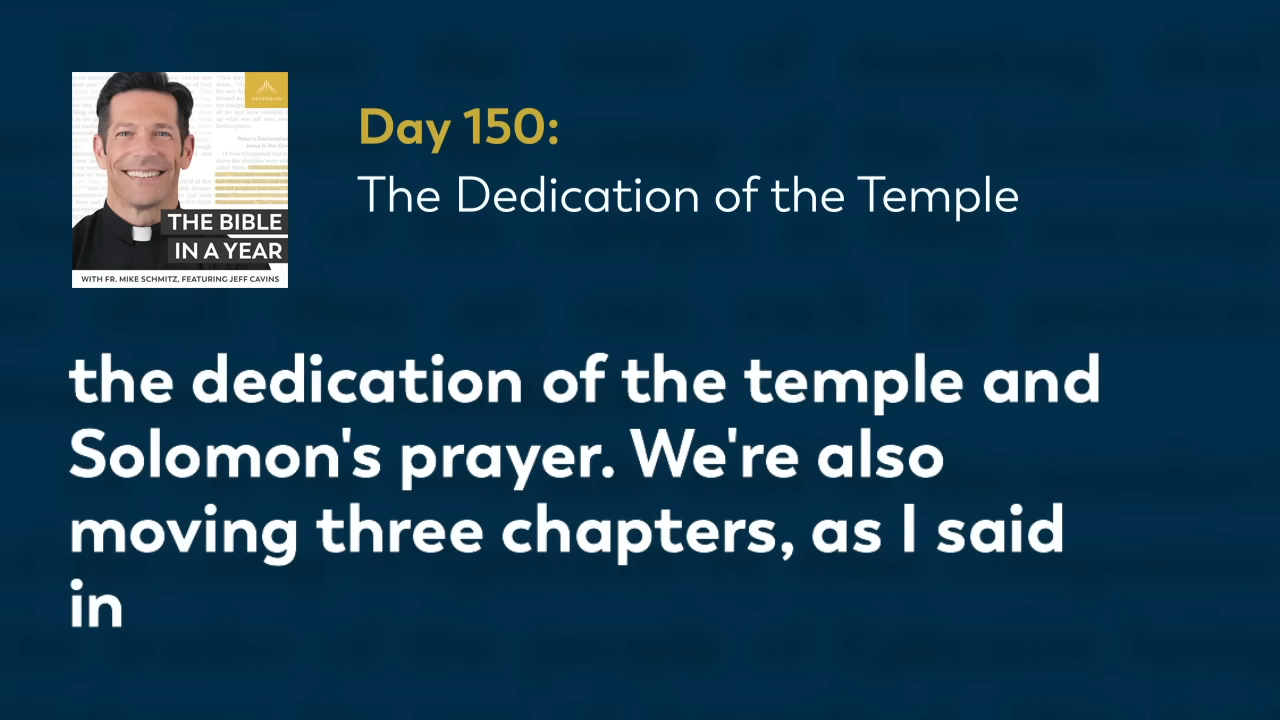 Day 150:
The Dedication of the Temple
ASCENSION
THE BIBLE
IN A YEAR
WITH FR. MIKE SCHMITZ, FEATURING JEFF CAVINS
the dedication of the temple and
Solomon's prayer. We're also
moving three chapters, as I said
in